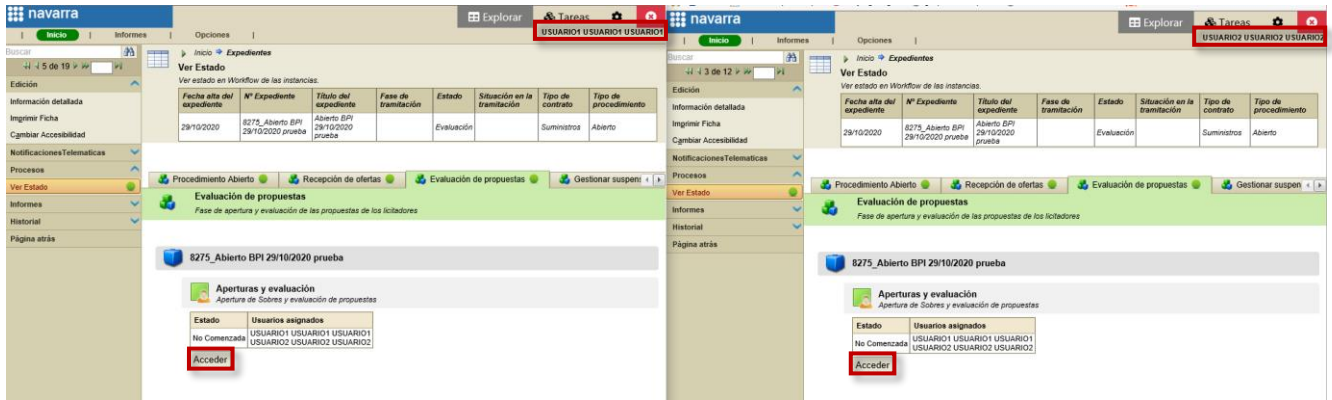 navarra
Explorar
Tareas
USUARIO1 USUARIO1 USUARIO1
| Inicio | Informes | Opciones |
Buscar
5 de 19
Edición
Información detallada
Imprimir Ficha
Cambiar Accesibilidad
NotificacionesTelematicas
Procesos
Ver Estado
Informes
Historial
Página atrás
Inicio Expedientes
Ver Estado
Ver estado en Workflow de las instancias.
Fecha alta del expediente Nº Expediente Título del expediente Fase de tramitación Estado Situación en la tramitación Tipo de contrato Tipo de procedimiento
29/10/2020 8275_Abierto BPI 29/10/2020 prueba Abierto BPI 29/10/2020 prueba Evaluación Suministros Abierto
Procedimiento Abierto Recepción de ofertas Evaluación de propuestas Gestionar suspens
Evaluación de propuestas
Fase de apertura y evaluación de las propuestas de los licitadores
8275_Abierto BPI 29/10/2020 prueba
Aperturas y evaluación
Apertura de Sobres y evaluación de propuestas
Estado Usuarios asignados
No Comenzada USUARIO1 USUARIO1 USUARIO1
USUARIO2 USUARIO2 USUARIO2
Acceder
navarra
Explorar
Tareas
USUARIO2 USUARIO2 USUARIO2
| Inicio | Informes | Opciones |
Buscar
3 de 12
Edición
Información detallada
Imprimir Ficha
Cambiar Accesibilidad
NotificacionesTelematicas
Procesos
Ver Estado
Informes
Historial
Página atrás
Inicio Expedientes
Ver Estado
Ver estado en Workflow de las instancias.
Fecha alta del expediente Nº Expediente Título del expediente Fase de tramitación Estado Situación en la tramitación Tipo de contrato Tipo de procedimiento
29/10/2020 8275_Abierto BPI 29/10/2020 prueba Abierto BPI 29/10/2020 prueba Evaluación Suministros Abierto
Procedimiento Abierto Recepción de ofertas Evaluación de propuestas Gestionar suspen
Evaluación de propuestas
Fase de apertura y evaluación de las propuestas de los licitadores
8275_Abierto BPI 29/10/2020 prueba
Aperturas y evaluación
Apertura de Sobres y evaluación de propuestas
Estado Usuarios asignados
No Comenzada USUARIO1 USUARIO1 USUARIO1
USUARIO2 USUARIO2 USUARIO2
Acceder